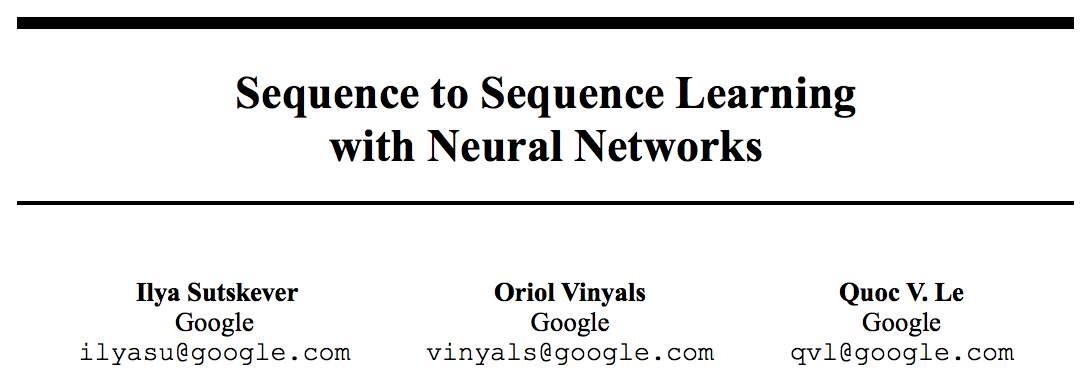 Sequence to Sequence Learning
with Neural Networks
Ilya Sutskever
Google
ilyasu@google.com
Oriol Vinyals
Google
vinyals@google.com
Quoc V. Le
Google
qvl@google.com